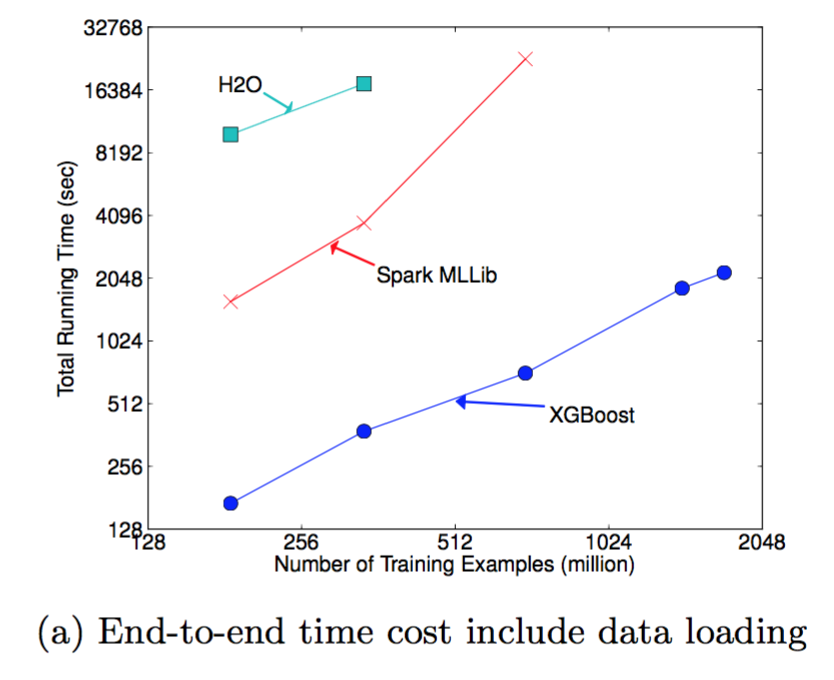 32768
16384
8192
4096
2048
1024
512
256
128
Total Running Time (sec)
H2O
Spark MLLib
XGBoost
128 256 512 1024 2048
Number of Training Examples (million)
(a) End-to-end time cost include data loading